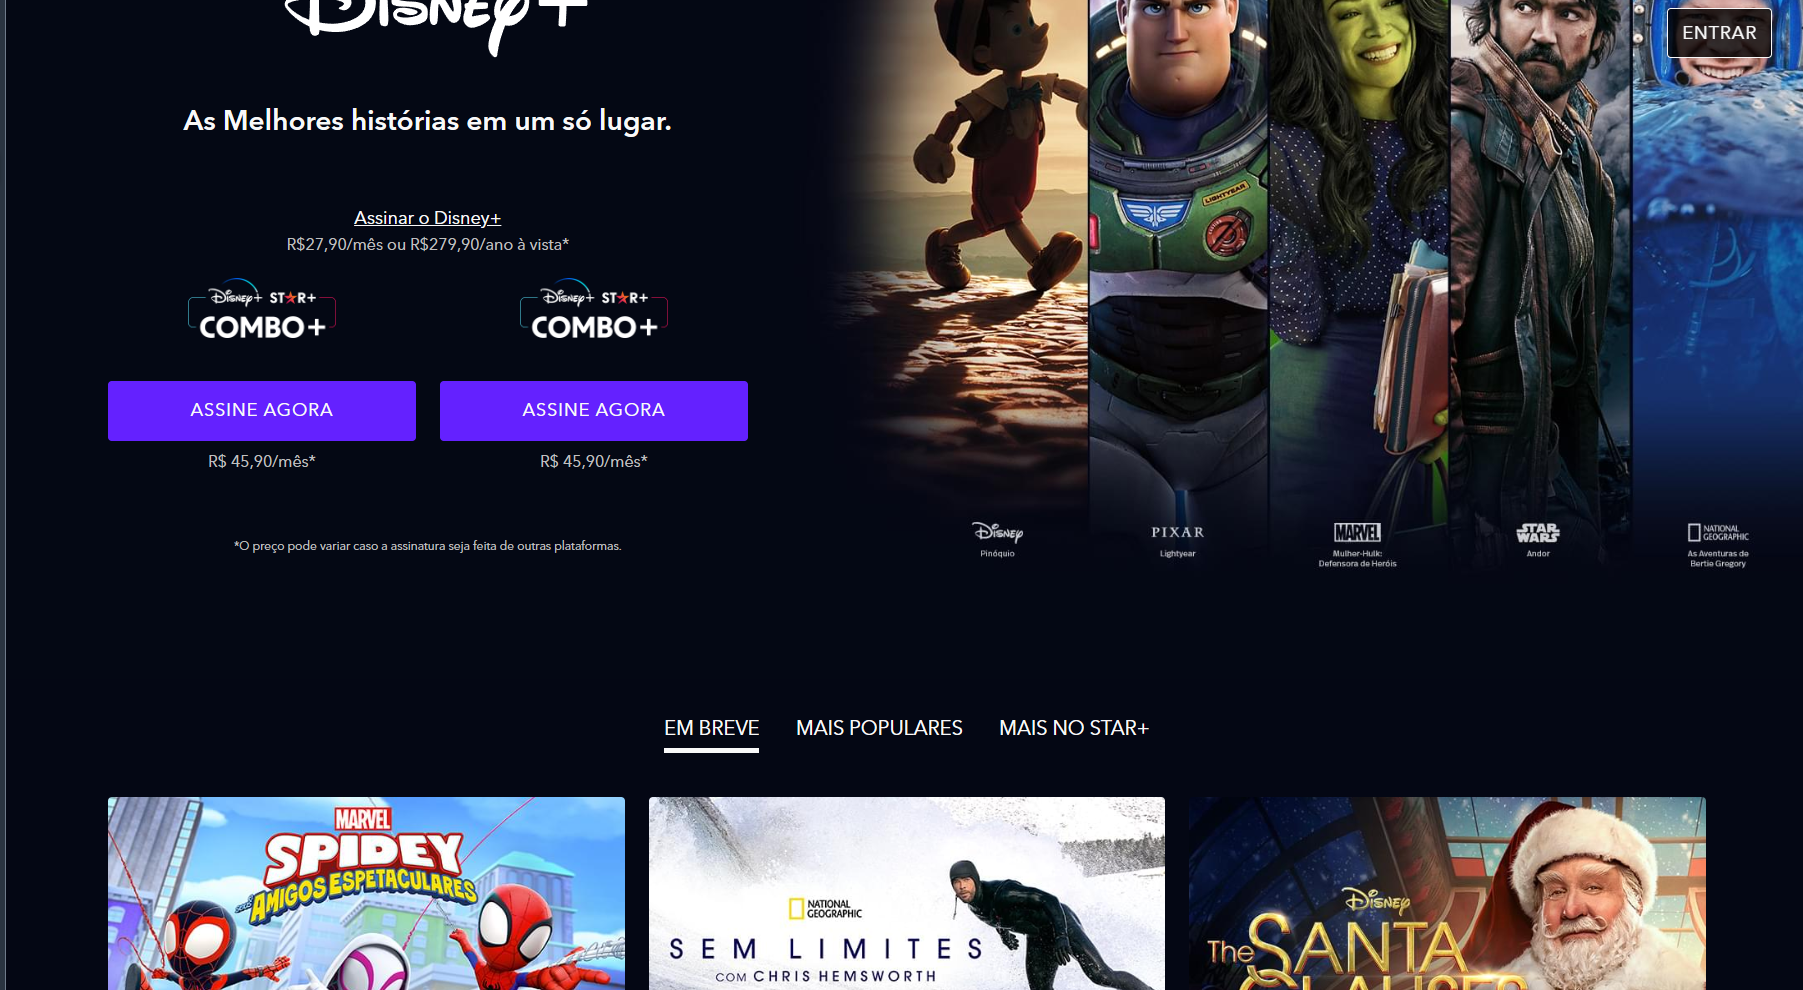 Disney+
ENTRAR
As Melhores histórias em um só lugar.
Assinar o Disney+
R$27,90/mês ou R$279,90/ano à vista*
Disney+ STAR+
COMBO+
Disney+ STAR+
COMBO+
ASSINE AGORA
ASSINE AGORA
R$ 45,90/mês*
R$ 45,90/mês*
*O preço pode variar caso a assinatura seja feita de outras plataformas.
LIGHTYEAR
Disney
Pinóquio
PIXAR
Lightyear
MARVEL
Mulher-Hulk:
Defensora de Heróis
STAR
WARS
Andor
NATIONAL
GEOGRAPHIC
As Aventuras de
Bertie Gregory
EM BREVE MAIS POPULARES MAIS NO STAR+
MARVEL
SPIDEY
E SEUS
AMIGOS ESPETACULARES
NATIONAL
GEOGRAPHIC
SEM LIMITES
COM CHRIS HEMSWORTH
Disney
The SANTA
CLAUSES